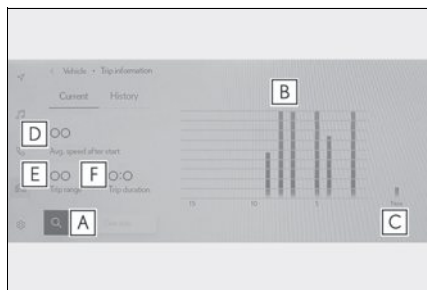 < Vehicle • Trip information
Current History
B
D OO
Avg. speed after start
E OO F O:O
Trip range Trip duration
A
15 10 5 Now
C